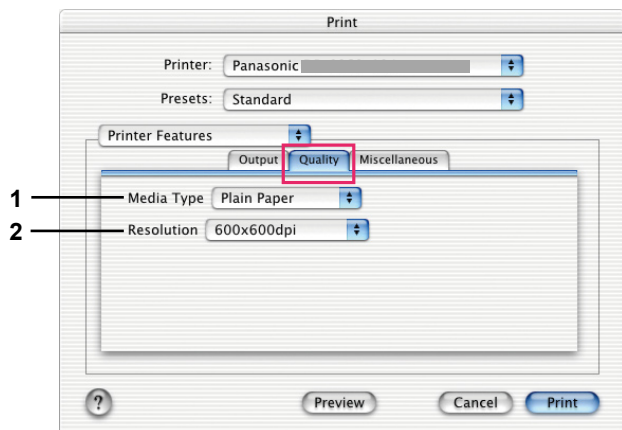 Print
Printer: Panasonic
Presets: Standard
Printer Features
Output Quality Miscellaneous
1 Media Type Plain Paper
2 Resolution 600x600dpi
? Preview Cancel Print